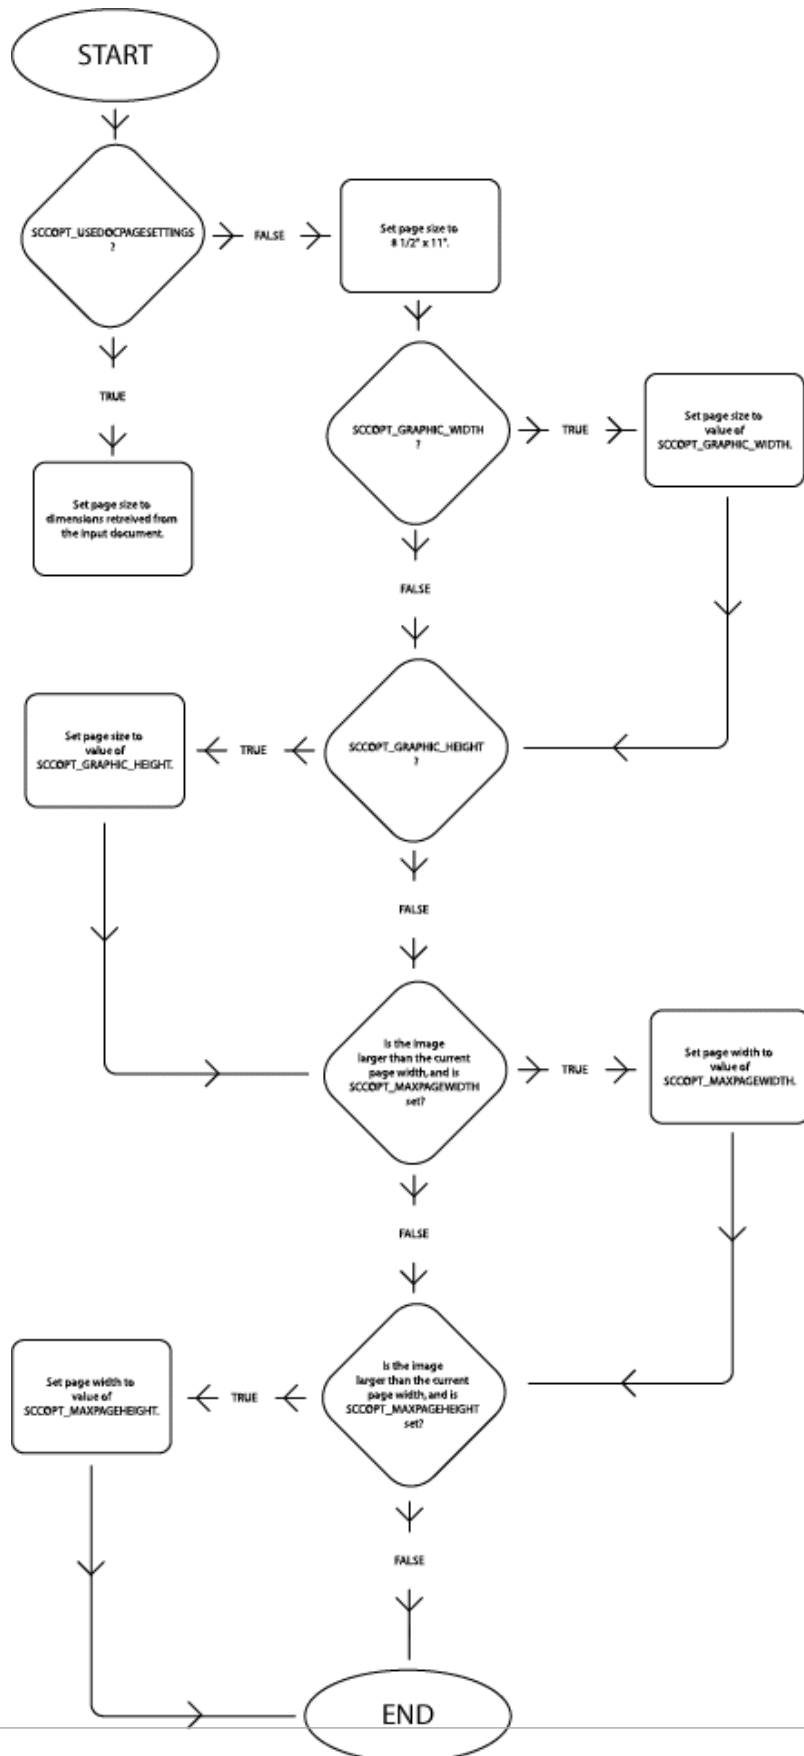 START
SCCOPT_USEDOCPAGESETTINGS
?
FALSE
Set page size to
8 1/2" x 11".
TRUE
SCCOPT_GRAPHIC_WIDTH
?
TRUE
Set page size to
value of
SCCOPT_GRAPHIC_WIDTH.
Set page size to
dimensions retreived from
the input document.
FALSE
Set page size to
value of
SCCOPT_GRAPHIC_HEIGHT.
TRUE
SCCOPT_GRAPHIC_HEIGHT
?
FALSE
Is the image
larger than the current
page width, and is
SCCOPT_MAXPAGEWIDTH
set?
TRUE
Set page width to
value of
SCCOPT_MAXPAGEWIDTH.
FALSE
Set page width to
value of
SCCOPT_MAXPAGEHEIGHT.
TRUE
Is the image
larger than the current
page width, and is
SCCOPT_MAXPAGEHEIGHT
set?
FALSE
END